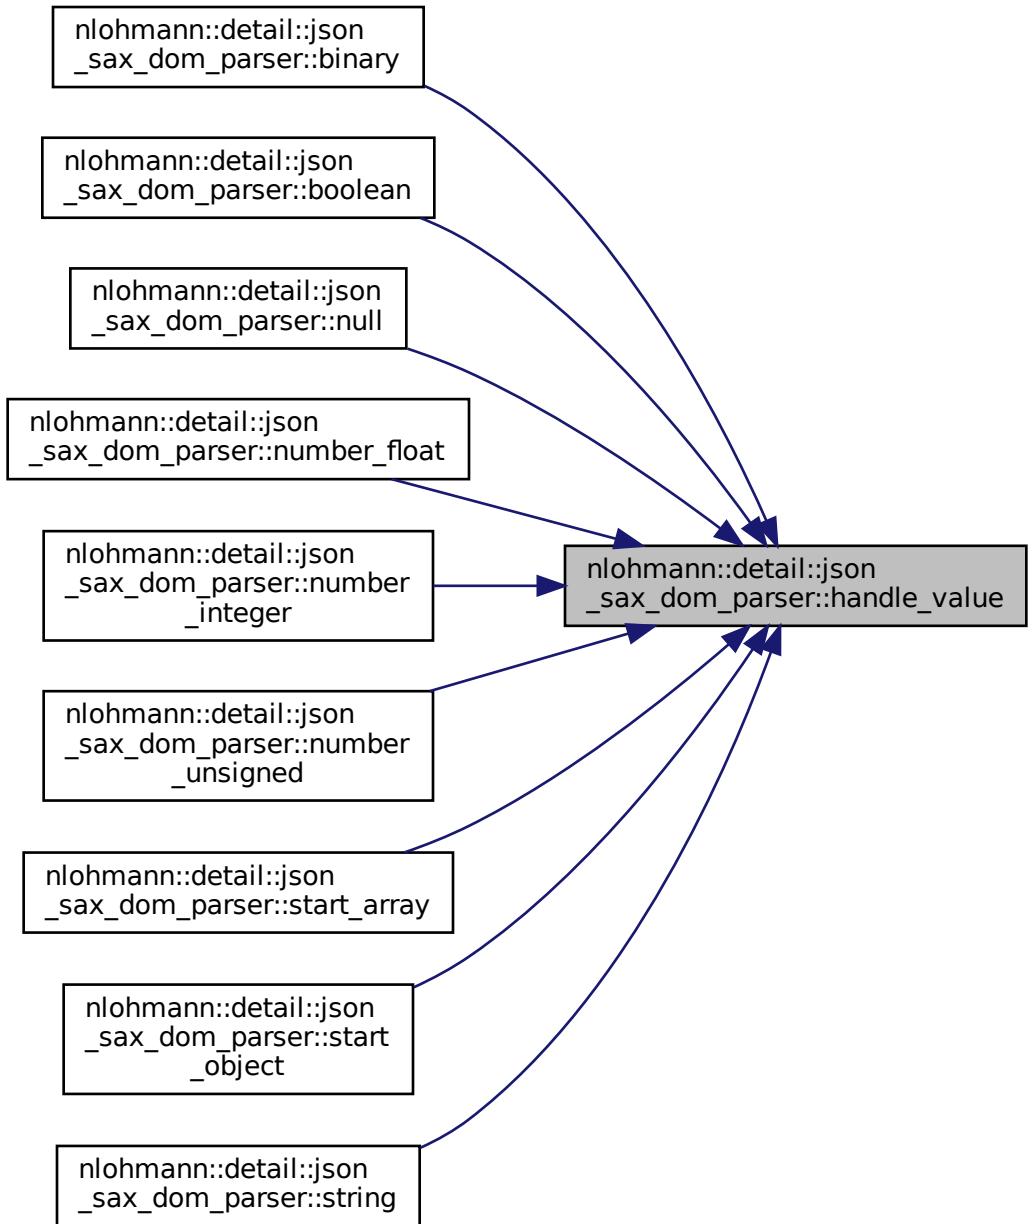 nlohmann::detail::json
_sax_dom_parser::binary
nlohmann::detail::json
_sax_dom_parser::boolean
nlohmann::detail::json
_sax_dom_parser::null
nlohmann::detail::json
_sax_dom_parser::number_float
nlohmann::detail::json
_sax_dom_parser::number
_integer
nlohmann::detail::json
_sax_dom_parser::handle_value
nlohmann::detail::json
_sax_dom_parser::number
_unsigned
nlohmann::detail::json
_sax_dom_parser::start_array
nlohmann::detail::json
_sax_dom_parser::start
_object
nlohmann::detail::json
_sax_dom_parser::string